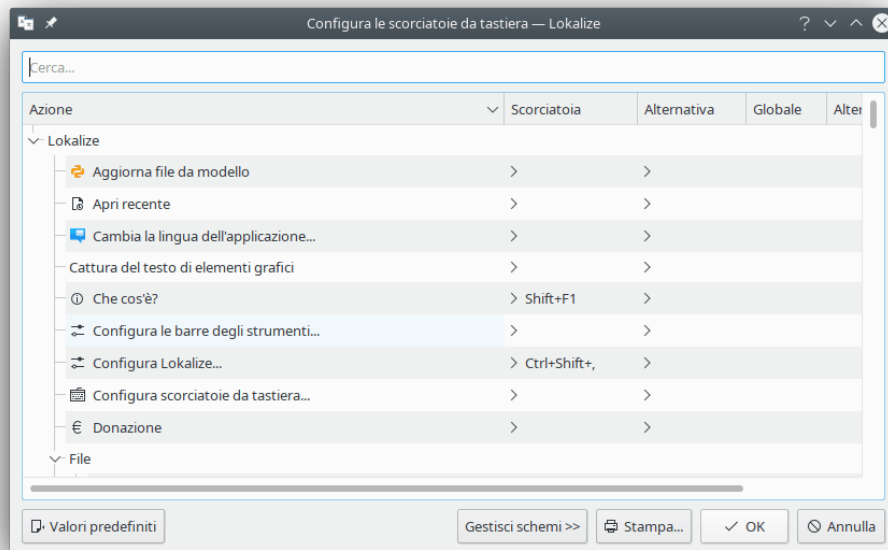 Configura le scorciatoie da tastiera — Lokalize
Cerca...
Azione Scorciatoia Alternativa Globale Alter
Lokalize
Aggiorna file da modello
Apri recente
Cambia la lingua dell'applicazione...
Cattura del testo di elementi grafici
Che cos'è? Shift+F1
Configura le barre degli strumenti...
Configura Lokalize... Ctrl+Shift+,
Configura scorciatoie da tastiera...
Donazione
File
Valori predefiniti Gestisci schemi >> Stampa... OK Annulla